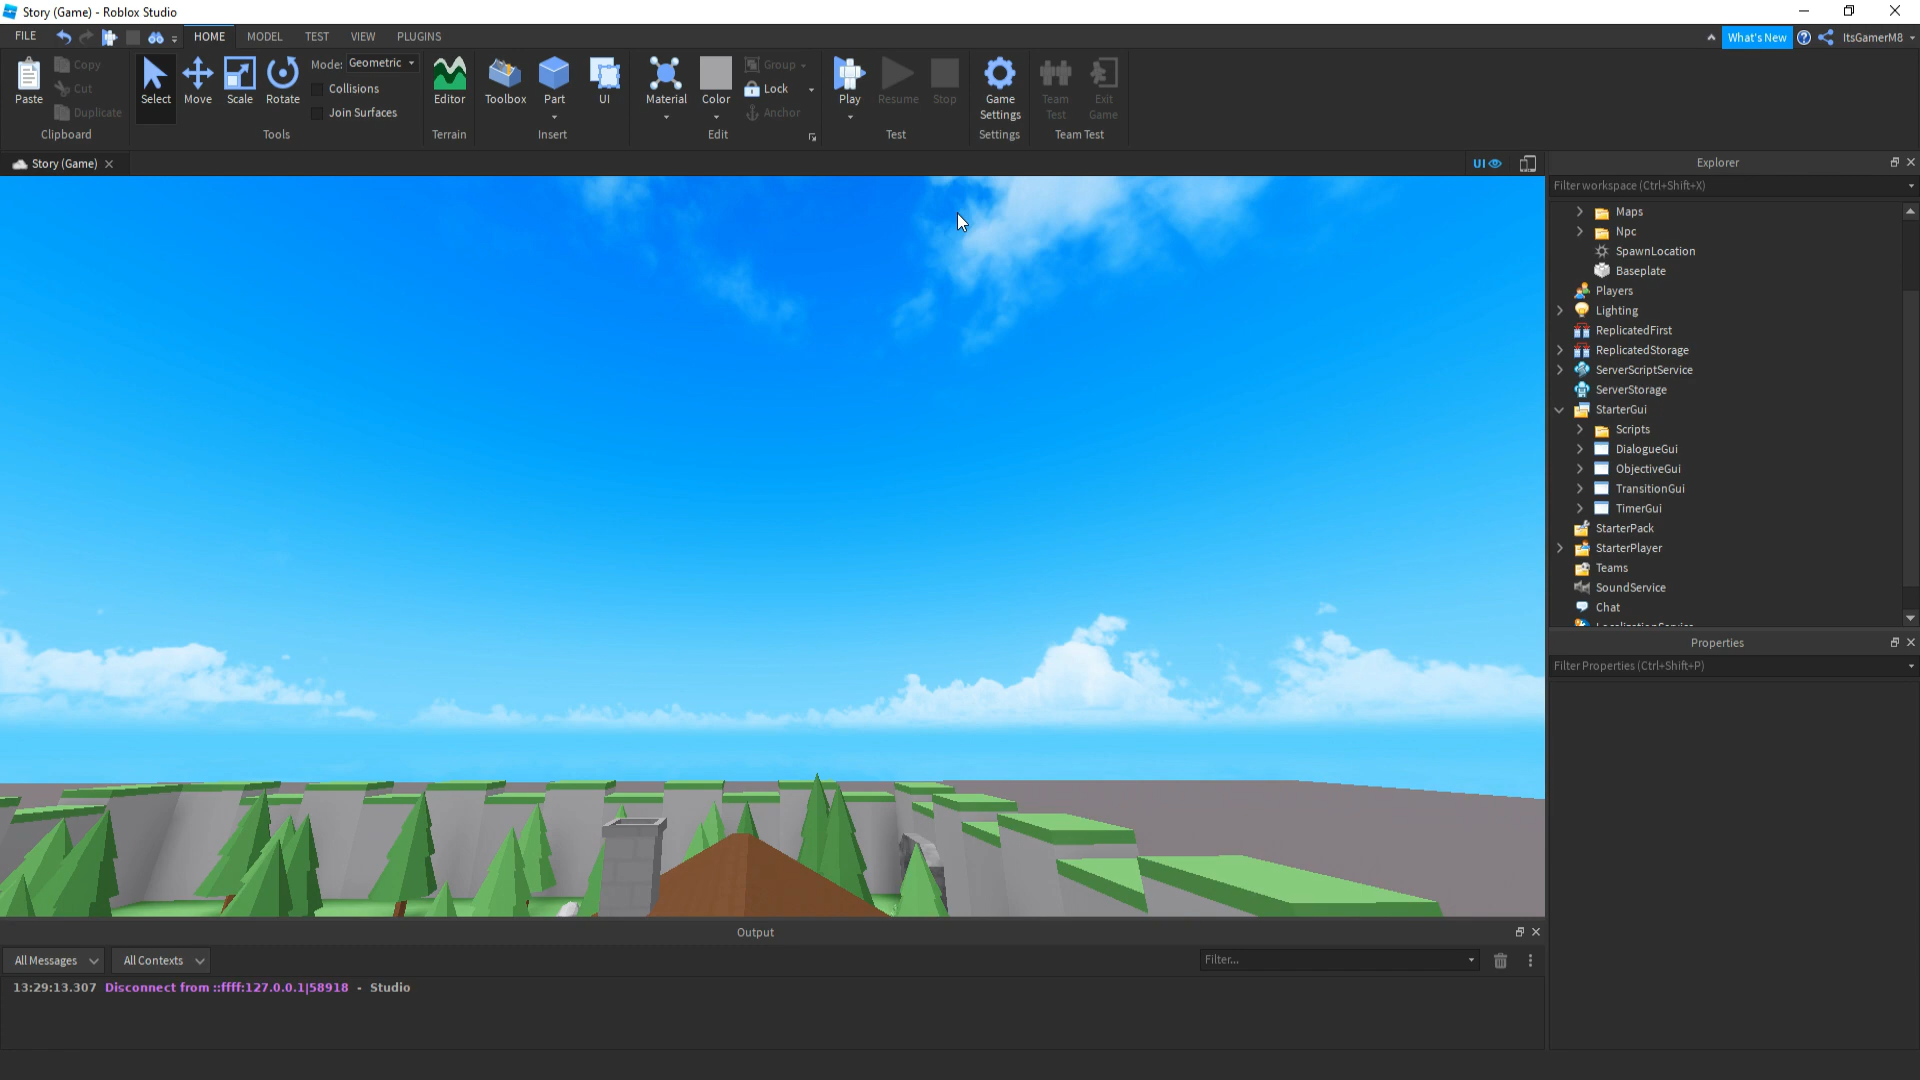 Story (Game) - Roblox Studio
FILE
HOME
MODEL
TEST
VIEW
PLUGINS
What's New
ItsGamerM8
Paste
Copy
Cut
Duplicate
Clipboard
Select
Move
Scale
Rotate
Mode: Geometric
Collisions
Join Surfaces
Tools
Editor
Terrain
Toolbox
Part
UI
Insert
Material
Color
Group
Lock
Anchor
Edit
Play
Resume
Stop
Test
Game
Settings
Settings
Team
Test
Exit
Game
Team Test
Story (Game)
UI
Explorer
Filter workspace (Ctrl+Shift+X)
Maps
Npc
SpawnLocation
Baseplate
Players
Lighting
ReplicatedFirst
ReplicatedStorage
ServerScriptService
ServerStorage
StarterGui
Scripts
DialogueGui
ObjectiveGui
TransitionGui
TimerGui
StarterPack
StarterPlayer
Teams
SoundService
Chat
Properties
Filter Properties (Ctrl+Shift+P)
Output
All Messages
All Contexts
Filter...
13:29:13.307 Disconnect from ::ffff:127.0.0.1|58918 - Studio